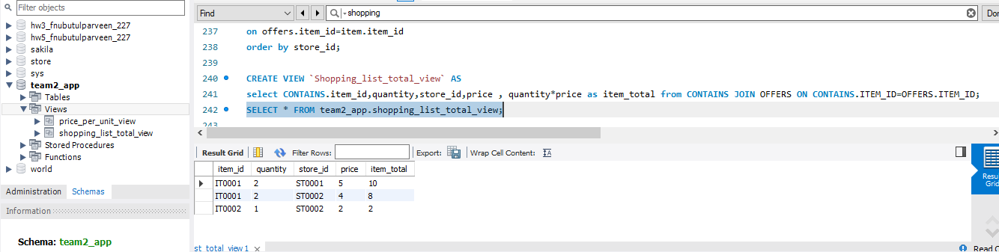 Filter objects
hw3_fnubutulparveen_227
hw5_fnubutulparveen_227
sakila
store
sys
team2_app
Tables
Views
price_per_unit_view
shopping_list_total_view
Stored Procedures
Functions
world
Administration Schemas
Information
Schema: team2_app
Find shopping Don
237 on offers.item_id=item.item_id
238 order by store_id;
239
240 CREATE VIEW `Shopping_list_total_view` AS
241 select CONTAINS.item_id,quantity,store_id,price , quantity*price as item_total from CONTAINS JOIN OFFERS ON CONTAINS.ITEM_ID=OFFERS.ITEM_ID;
242 SELECT * FROM team2_app.shopping_list_total_view;
243
Result Grid Filter Rows: Export: Wrap Cell Content: IA
item_id quantity store_id price item_total
IT0001 2 ST0001 5 10
IT0001 2 ST0002 4 8
IT0002 1 ST0002 2 2
Resu
Grid
st_total_view 1
Read O